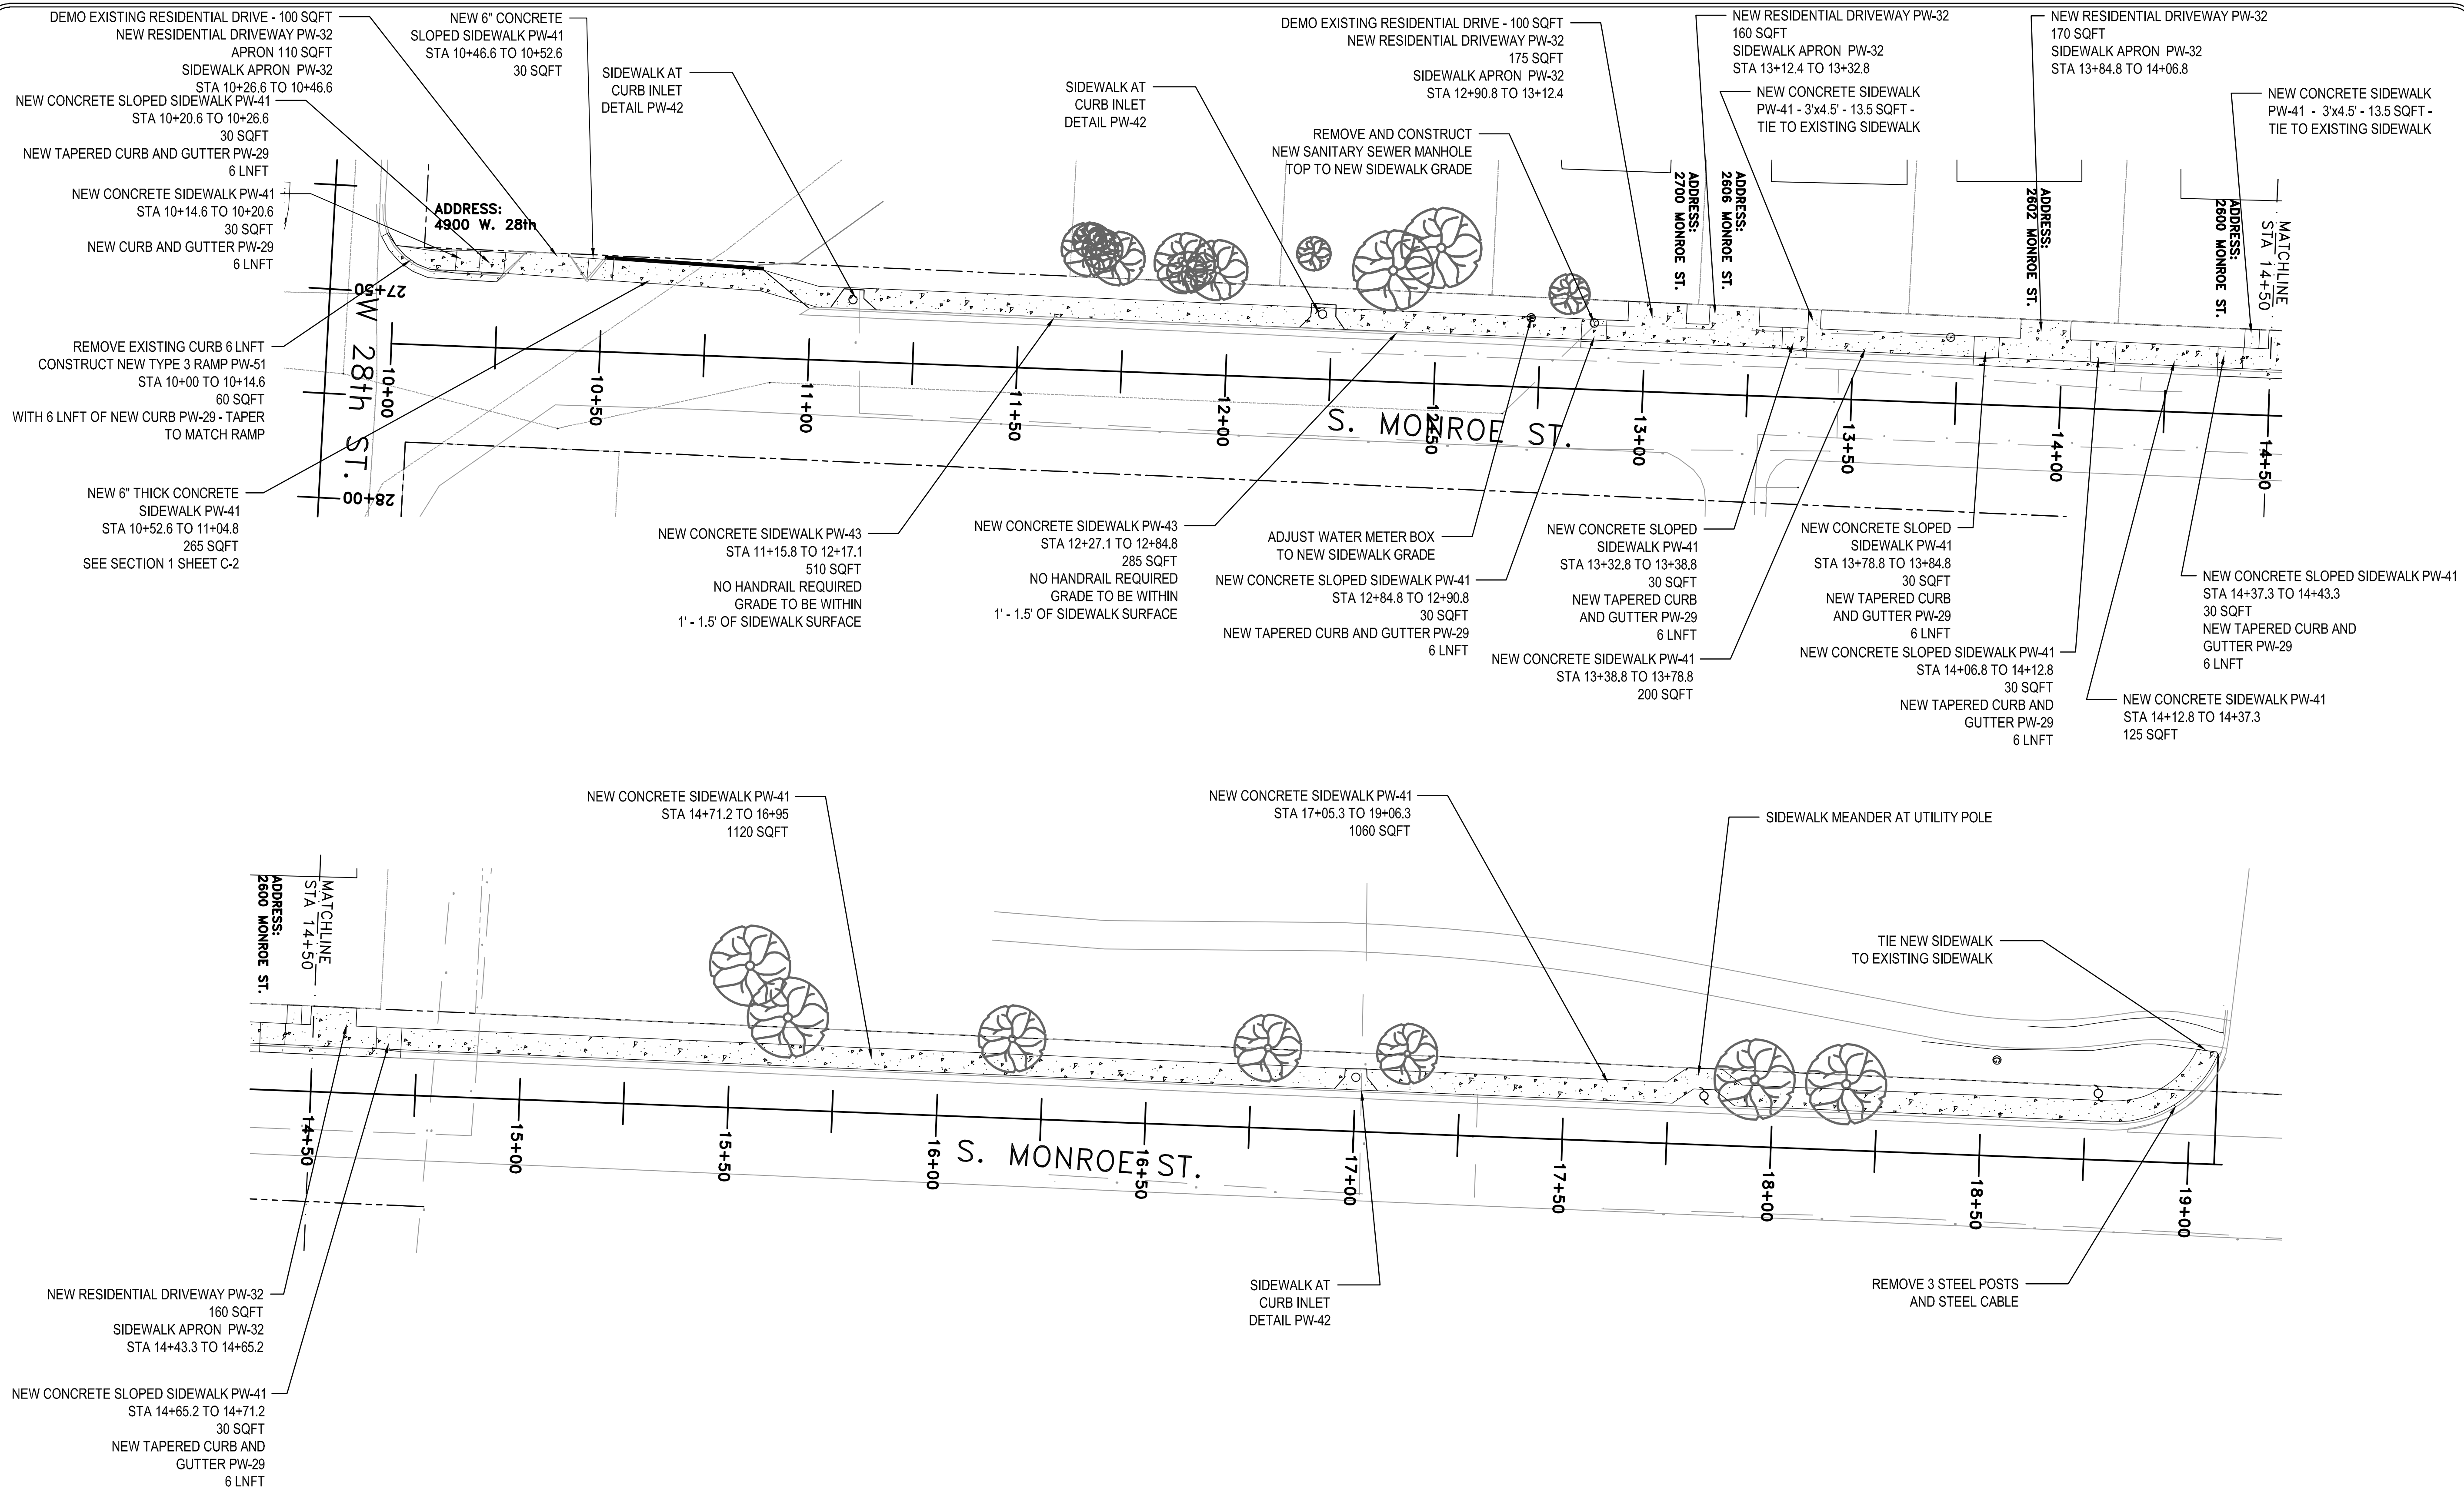 DEMO EXISTING RESIDENTIAL DRIVE - 100 SQFT
NEW RESIDENTIAL DRIVEWAY PW-32
APRON 110 SQFT
SIDEWALK APRON PW-32
STA 10+26.6 TO 10+46.6
NEW CONCRETE SLOPED SIDEWALK PW-41
STA 10+20.6 TO 10+26.6
30 SQFT
NEW TAPERED CURB AND GUTTER PW-29
6 LNFT
NEW CONCRETE SIDEWALK PW-41
STA 10+14.6 TO 10+20.6
30 SQFT
NEW CURB AND GUTTER PW-29
6 LNFT
REMOVE EXISTING CURB 6 LNFT
CONSTRUCT NEW TYPE 3 RAMP PW-51
STA 10+00 TO 10+14.6
60 SQFT
WITH 6 LNFT OF NEW CURB PW-29 - TAPER
TO MATCH RAMP
NEW 6" THICK CONCRETE
SIDEWALK PW-41
STA 10+52.6 TO 11+04.8
265 SQFT
SEE SECTION 1 SHEET C-2
NEW 6" CONCRETE
SLOPED SIDEWALK PW-41
STA 10+46.6 TO 10+52.6
30 SQFT
SIDEWALK AT
CURB INLET
DETAIL PW-42
SIDEWALK AT
CURB INLET
DETAIL PW-42
DEMO EXISTING RESIDENTIAL DRIVE - 100 SQFT
NEW RESIDENTIAL DRIVEWAY PW-32
175 SQFT
SIDEWALK APRON PW-32
STA 12+90.8 TO 13+12.4
REMOVE AND CONSTRUCT
NEW SANITARY SEWER MANHOLE
TOP TO NEW SIDEWALK GRADE
NEW RESIDENTIAL DRIVEWAY PW-32
160 SQFT
SIDEWALK APRON PW-32
STA 13+12.4 TO 13+32.8
NEW CONCRETE SIDEWALK
PW-41 - 3'x4.5' - 13.5 SQFT -
TIE TO EXISTING SIDEWALK
NEW RESIDENTIAL DRIVEWAY PW-32
170 SQFT
SIDEWALK APRON PW-32
STA 13+84.8 TO 14+06.8
NEW CONCRETE SIDEWALK
PW-41 - 3'x4.5' - 13.5 SQFT -
TIE TO EXISTING SIDEWALK
ADDRESS:
4900 W. 28th
ADDRESS:
2700 MONROE ST.
ADDRESS:
2606 MONROE ST.
ADDRESS:
2602 MONROE ST.
ADDRESS:
2600 MONROE ST.
MATCHLINE
STA 14+50
27+50
W 28th ST.
28+00
10+00
10+50
11+00
11+50
12+00
12+50
13+00
13+50
14+00
14+50
S. MONROE ST.
NEW CONCRETE SIDEWALK PW-43
STA 11+15.8 TO 12+17.1
510 SQFT
NO HANDRAIL REQUIRED
GRADE TO BE WITHIN
1' - 1.5' OF SIDEWALK SURFACE
NEW CONCRETE SIDEWALK PW-43
STA 12+27.1 TO 12+84.8
285 SQFT
NO HANDRAIL REQUIRED
GRADE TO BE WITHIN
1' - 1.5' OF SIDEWALK SURFACE
ADJUST WATER METER BOX
TO NEW SIDEWALK GRADE
NEW CONCRETE SLOPED SIDEWALK PW-41
STA 12+84.8 TO 12+90.8
30 SQFT
NEW TAPERED CURB AND GUTTER PW-29
6 LNFT
NEW CONCRETE SLOPED
SIDEWALK PW-41
STA 13+32.8 TO 13+38.8
30 SQFT
NEW TAPERED CURB
AND GUTTER PW-29
6 LNFT
NEW CONCRETE SIDEWALK PW-41
STA 13+38.8 TO 13+78.8
200 SQFT
NEW CONCRETE SLOPED
SIDEWALK PW-41
STA 13+78.8 TO 13+84.8
30 SQFT
NEW TAPERED CURB
AND GUTTER PW-29
6 LNFT
NEW CONCRETE SLOPED SIDEWALK PW-41
STA 14+06.8 TO 14+12.8
30 SQFT
NEW TAPERED CURB AND
GUTTER PW-29
6 LNFT
NEW CONCRETE SLOPED SIDEWALK PW-41
STA 14+37.3 TO 14+43.3
30 SQFT
NEW TAPERED CURB AND
GUTTER PW-29
6 LNFT
NEW CONCRETE SIDEWALK PW-41
STA 14+12.8 TO 14+37.3
125 SQFT
NEW CONCRETE SIDEWALK PW-41
STA 14+71.2 TO 16+95
1120 SQFT
NEW CONCRETE SIDEWALK PW-41
STA 17+05.3 TO 19+06.3
1060 SQFT
SIDEWALK MEANDER AT UTILITY POLE
TIE NEW SIDEWALK
TO EXISTING SIDEWALK
ADDRESS:
2600 MONROE ST.
MATCHLINE
STA 14+50
14+50
15+00
15+50
16+00
16+50
17+00
17+50
18+00
18+50
19+00
S. MONROE ST.
NEW RESIDENTIAL DRIVEWAY PW-32
160 SQFT
SIDEWALK APRON PW-32
STA 14+43.3 TO 14+65.2
NEW CONCRETE SLOPED SIDEWALK PW-41
STA 14+65.2 TO 14+71.2
30 SQFT
NEW TAPERED CURB AND
GUTTER PW-29
6 LNFT
SIDEWALK AT
CURB INLET
DETAIL PW-42
REMOVE 3 STEEL POSTS
AND STEEL CABLE